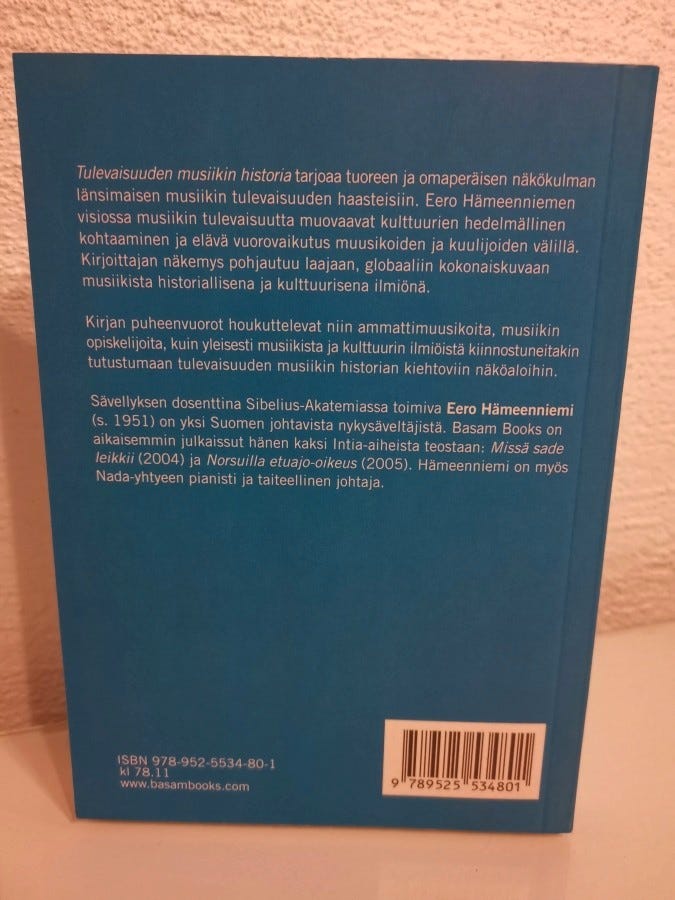 Tulevaisuuden musiikin historia tarjoaa tuoreen ja omaperäisen näkökulman
länsimaisen musiikin tulevaisuuden haasteisiin. Eero Hämeenniemen
visiossa musiikin tulevaisuutta muovaavat kulttuurien hedelmällinen
kohtaaminen ja elävä vuorovaikutus muusikoiden ja kuulijoiden välillä.
Kirjoittajan näkemys pohjautuu laajaan, globaaliin kokonaiskuvaan
musiikista historiallisena ja kulttuurisena ilmiönä.
Kirjan puheenvuorot houkuttelevat niin ammattimuusikoita, musiikin
opiskelijoita, kuin yleisesti musiikista ja kulttuurin ilmiöistä kiinnostuneitakin
tutustumaan tulevaisuuden musiikin historian kiehtoviin näköaloihin.
Sävellyksen dosenttina Sibelius-Akatemiassa toimiva Eero Hämeenniemi
(s. 1951) on yksi Suomen johtavista nykysäveltäjistä. Basam Books on
aikaisemmin julkaissut hänen kaksi Intia-aiheista teostaan: Missä sade
leikkii (2004) ja Norsuilla etuajo-oikeus (2005). Hämeenniemi on myös
Nada-yhtyeen pianisti ja taiteellinen johtaja.
ISBN 978-952-5534-80-1
kl 78.11
www.basambooks.com
9 789525 534801